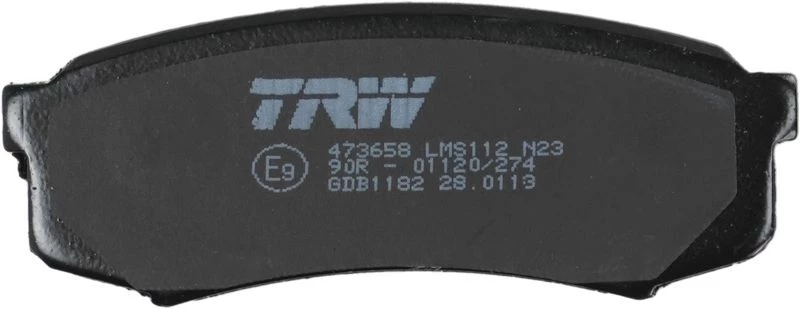 TRW
473658 LMS112 N23
E9 90R - 01120/274
GDB1182 28.0113